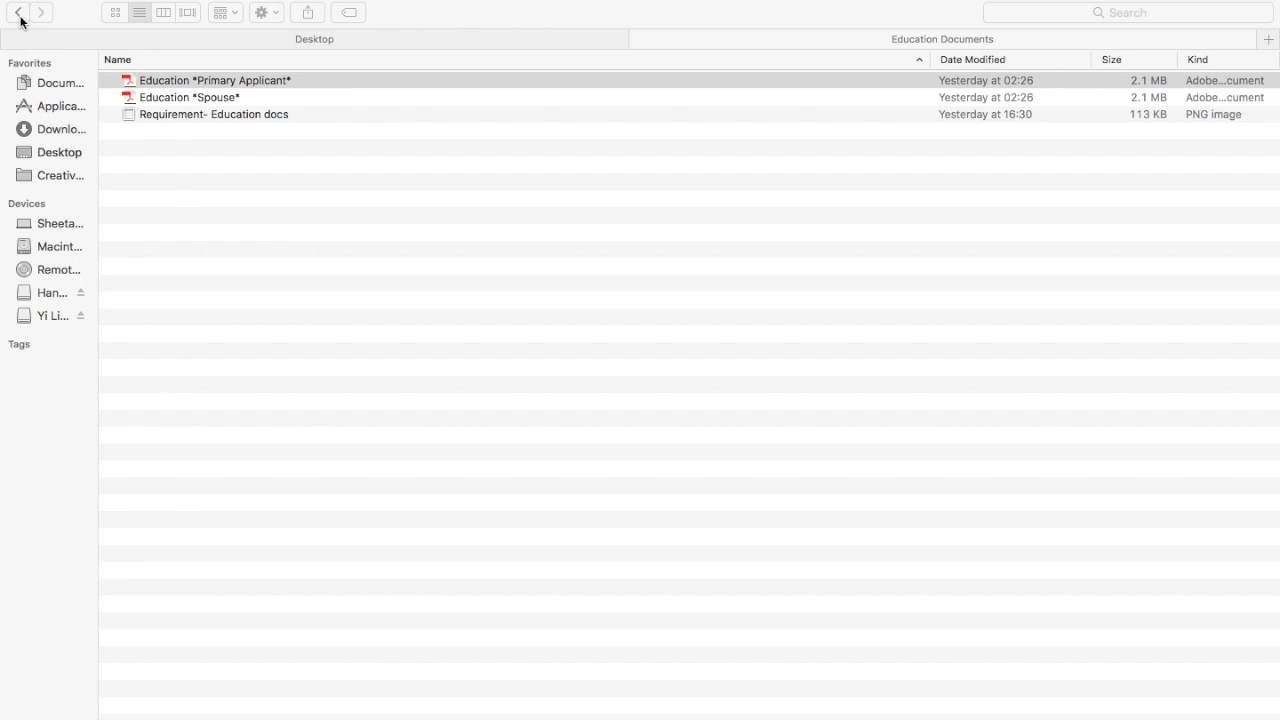 Search
Desktop
Education Documents
Favorites
Name
Date Modified
Size
Kind
Docum...
Education *Primary Applicant*
Yesterday at 02:26
2.1 MB
Adobe...cument
Education *Spouse*
Yesterday at 02:26
2.1 MB
Adobe...cument
Applica...
Requirement- Education docs
Yesterday at 16:30
113 KB
PNG image
Downlo...
Desktop
Creativ...
Devices
Sheeta...
Macint...
Remot...
Han...
Yi Li...
Tags